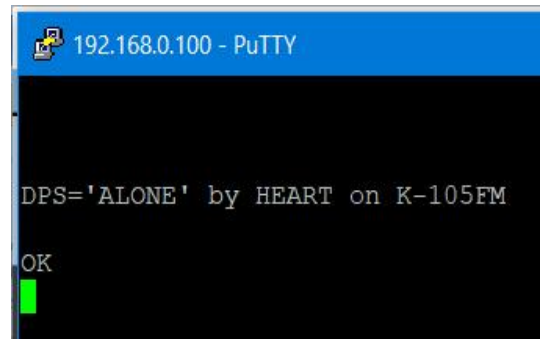 192.168.0.100 - PuTTY
DPS='ALONE' by HEART on K-105FM
OK